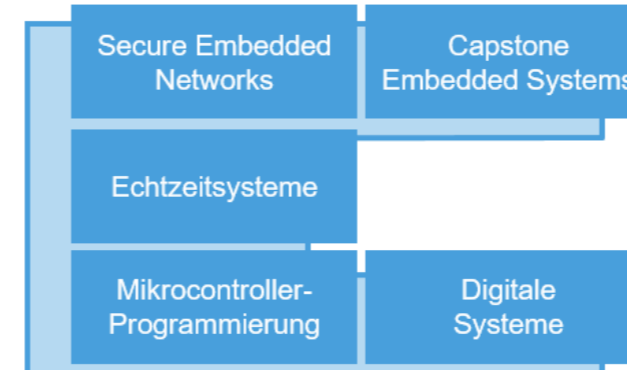 Secure Embedded
Networks
Capstone
Embedded Systems
Echtzeitsysteme
Mikrocontroller-
Programmierung
Digitale
Systeme